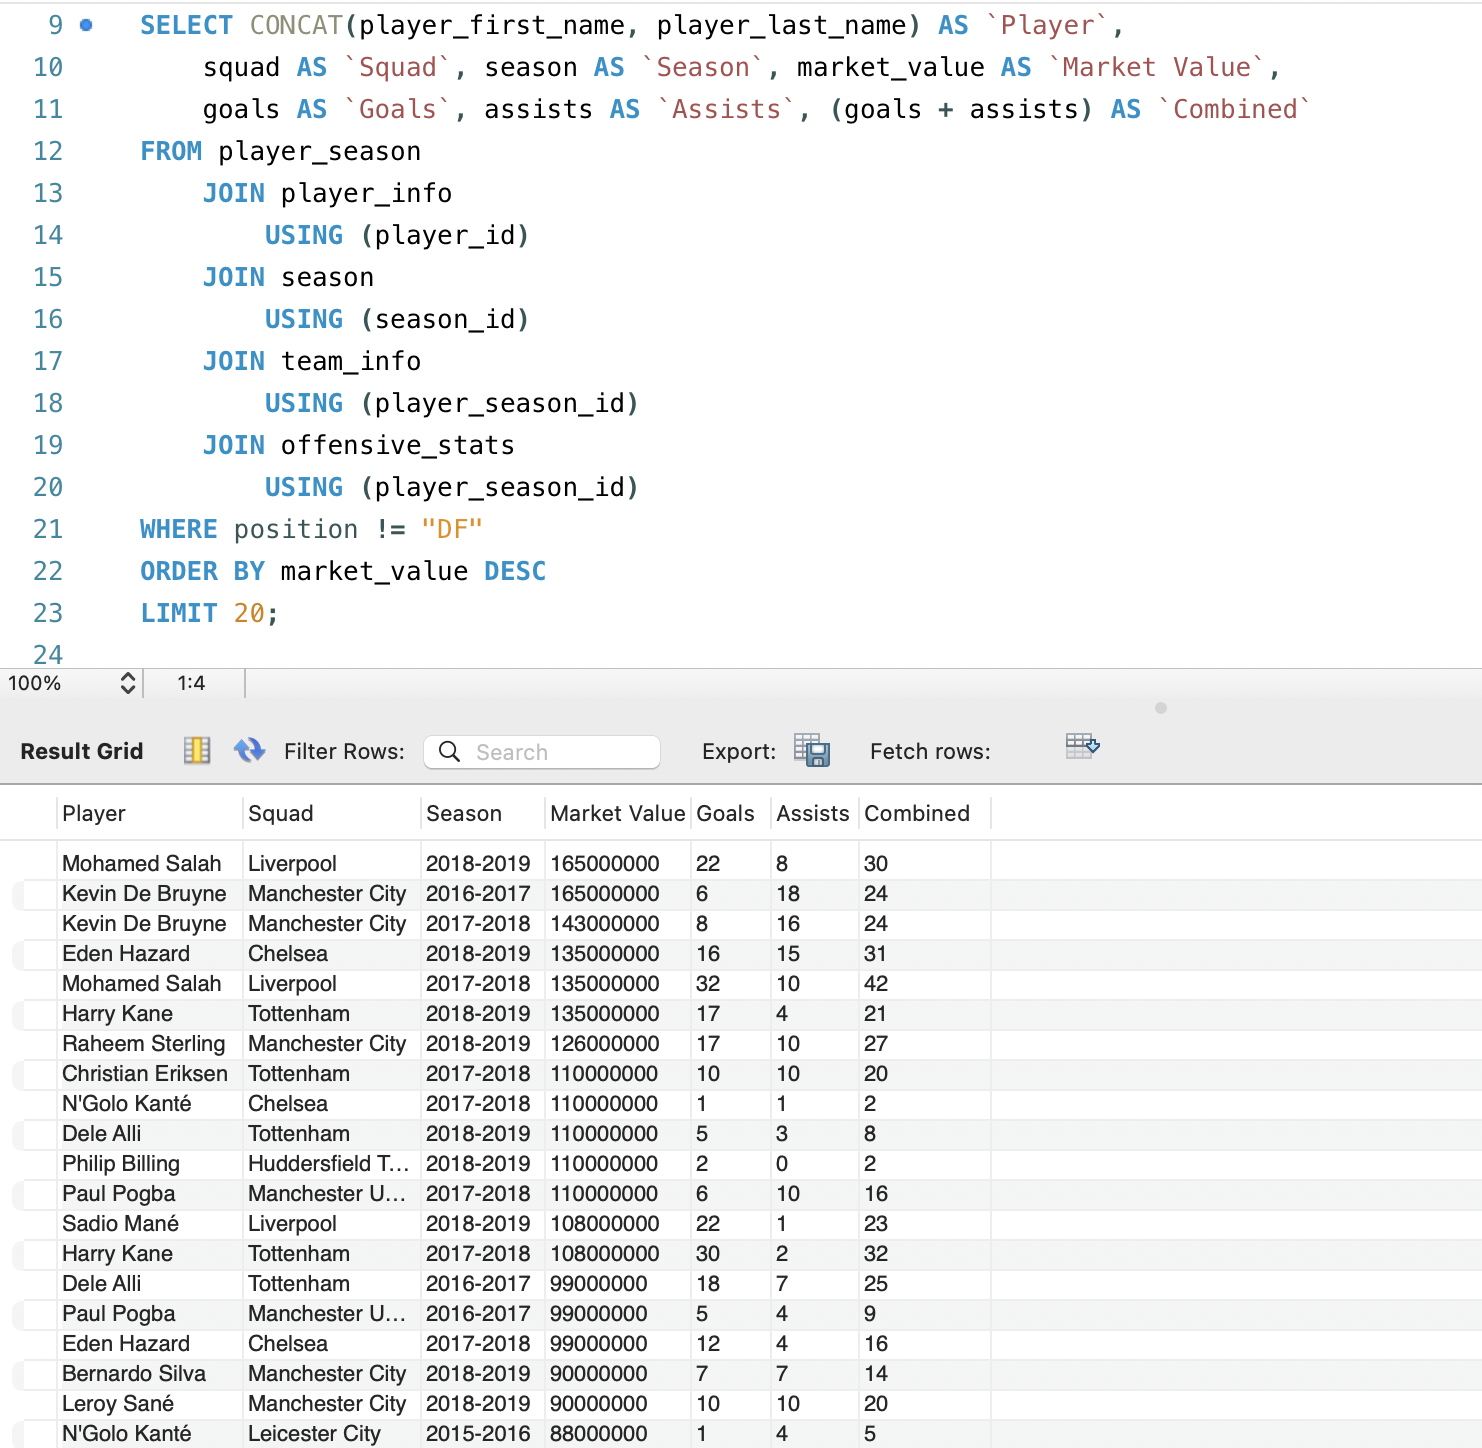 9 SELECT CONCAT(player_first_name, player_last_name) AS `Player`,
10 squad AS `Squad`, season AS `Season`, market_value AS `Market Value`,
11 goals AS `Goals`, assists AS `Assists`, (goals + assists) AS `Combined`
12 FROM player_season
13 JOIN player_info
14 USING (player_id)
15 JOIN season
16 USING (season_id)
17 JOIN team_info
18 USING (player_season_id)
19 JOIN offensive_stats
20 USING (player_season_id)
21 WHERE position != "DF"
22 ORDER BY market_value DESC
23 LIMIT 20;
24
100% 1:4
Result Grid Filter Rows: Search Export: Fetch rows:
Player Squad Season Market Value Goals Assists Combined
Mohamed Salah Liverpool 2018-2019 165000000 22 8 30
Kevin De Bruyne Manchester City 2016-2017 165000000 6 18 24
Kevin De Bruyne Manchester City 2017-2018 143000000 8 16 24
Eden Hazard Chelsea 2018-2019 135000000 16 15 31
Mohamed Salah Liverpool 2017-2018 135000000 32 10 42
Harry Kane Tottenham 2018-2019 135000000 17 4 21
Raheem Sterling Manchester City 2018-2019 126000000 17 10 27
Christian Eriksen Tottenham 2017-2018 110000000 10 10 20
N'Golo Kanté Chelsea 2017-2018 110000000 1 1 2
Dele Alli Tottenham 2018-2019 110000000 5 3 8
Philip Billing Huddersfield T... 2018-2019 110000000 2 0 2
Paul Pogba Manchester U... 2017-2018 110000000 6 10 16
Sadio Mané Liverpool 2018-2019 108000000 22 1 23
Harry Kane Tottenham 2017-2018 108000000 30 2 32
Dele Alli Tottenham 2016-2017 99000000 18 7 25
Paul Pogba Manchester U... 2016-2017 99000000 5 4 9
Eden Hazard Chelsea 2017-2018 99000000 12 4 16
Bernardo Silva Manchester City 2018-2019 90000000 7 7 14
Leroy Sané Manchester City 2018-2019 90000000 10 10 20
N'Golo Kanté Leicester City 2015-2016 88000000 1 4 5